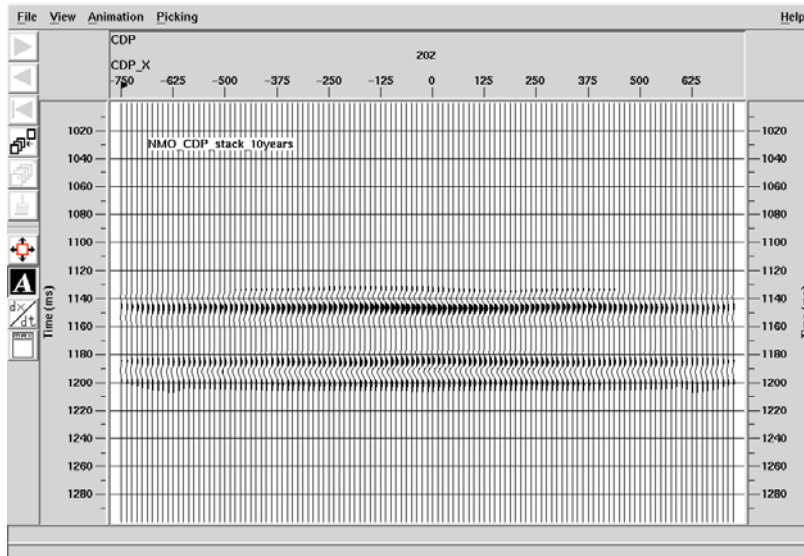 File View Animation Picking Help
CDP
202
CDP_X
-750 -625 -500 -375 -250 -125 0 125 250 375 500 625
NMO_CDP_stack_10years
1020 1020
1040 1040
1060 1060
1080 1080
1100 1100
1120 1120
1140 1140
1160 1160
1180 1180
1200 1200
1220 1220
1240 1240
1260 1260
1280 1280
Time (ms)
Time (ms)
A
dx/dt